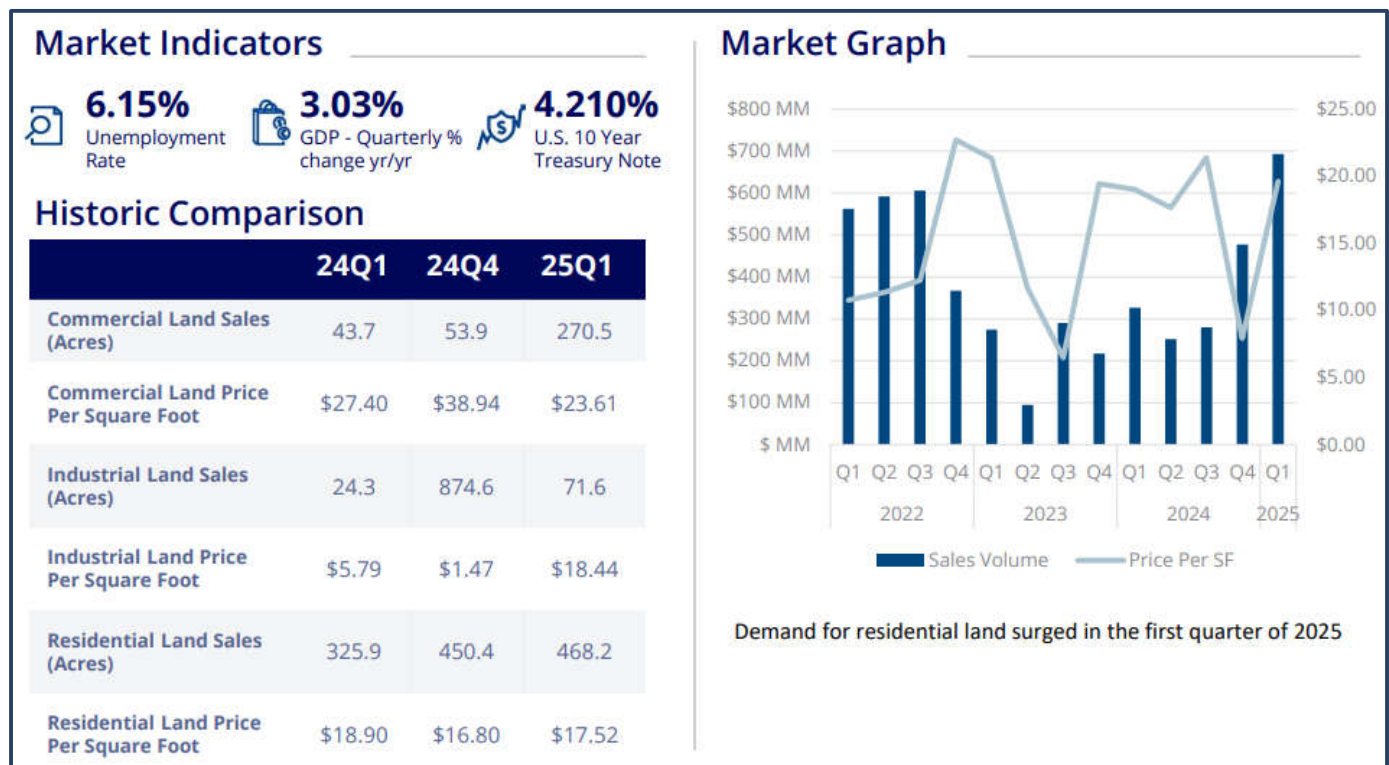 Market Indicators
6.15%
Unemployment
Rate
3.03%
GDP - Quarterly %
change yr/yr
4.210%
U.S. 10 Year
Treasury Note
Historic Comparison
24Q1 24Q4 25Q1
Commercial Land Sales
(Acres)
43.7 53.9 270.5
Commercial Land Price
Per Square Foot
$27.40 $38.94 $23.61
Industrial Land Sales
(Acres)
24.3 874.6 71.6
Industrial Land Price
Per Square Foot
$5.79 $1.47 $18.44
Residential Land Sales
(Acres)
325.9 450.4 468.2
Residential Land Price
Per Square Foot
$18.90 $16.80 $17.52
Market Graph
$800 MM
$700 MM
$600 MM
$500 MM
$400 MM
$300 MM
$200 MM
$100 MM
$ MM
$25.00
$20.00
$15.00
$10.00
$5.00
$0.00
Q1 Q2 Q3 Q4 Q1 Q2 Q3 Q4 Q1 Q2 Q3 Q4 Q1
2022 2023 2024 2025
Sales Volume Price Per SF
Demand for residential land surged in the first quarter of 2025